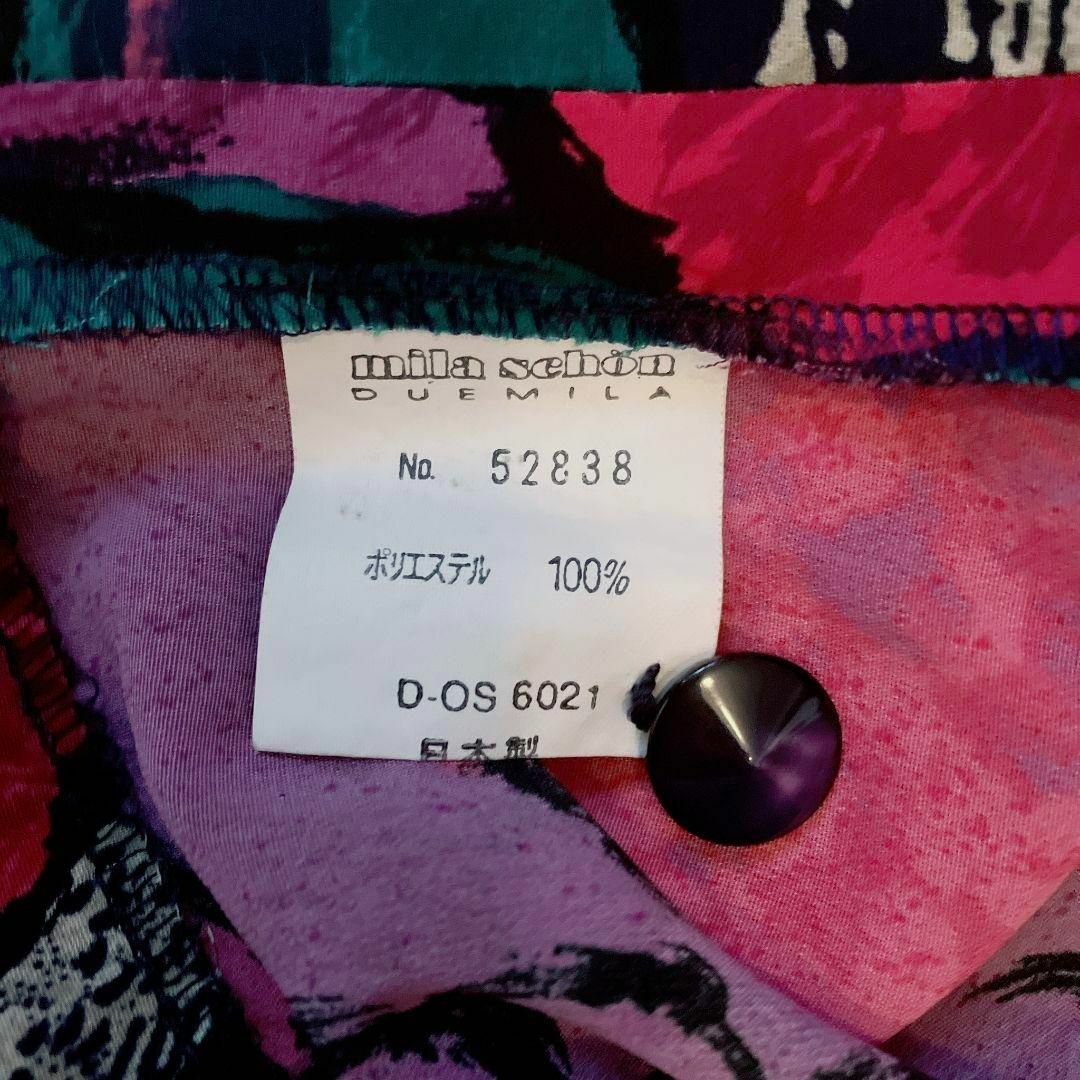 mila schön
DUEMILA
No. 52838
ポリエステル 100%
D-OS 6021
日本製